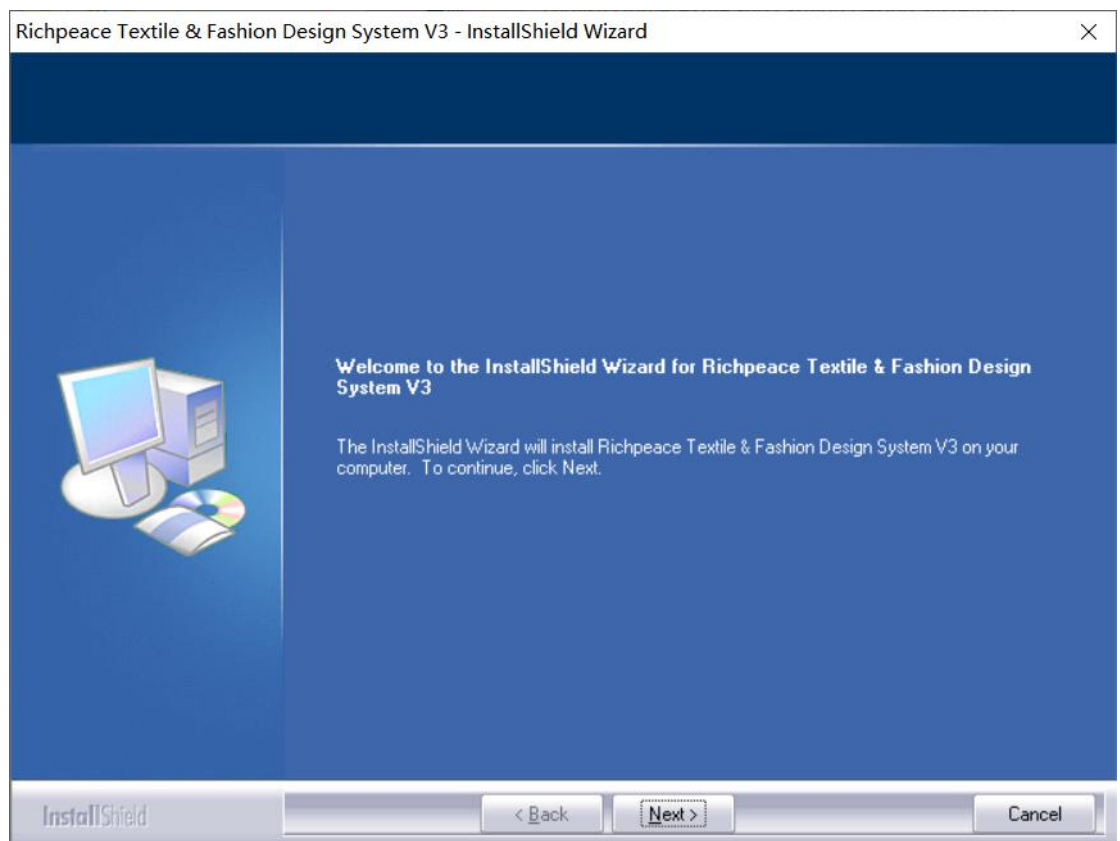 Richpeace Textile & Fashion Design System V3 - InstallShield Wizard
Welcome to the InstallShield Wizard for Richpeace Textile & Fashion Design
System V3
The InstallShield Wizard will install Richpeace Textile & Fashion Design System V3 on your
computer. To continue, click Next.
InstallShield
< Back
Next >
Cancel